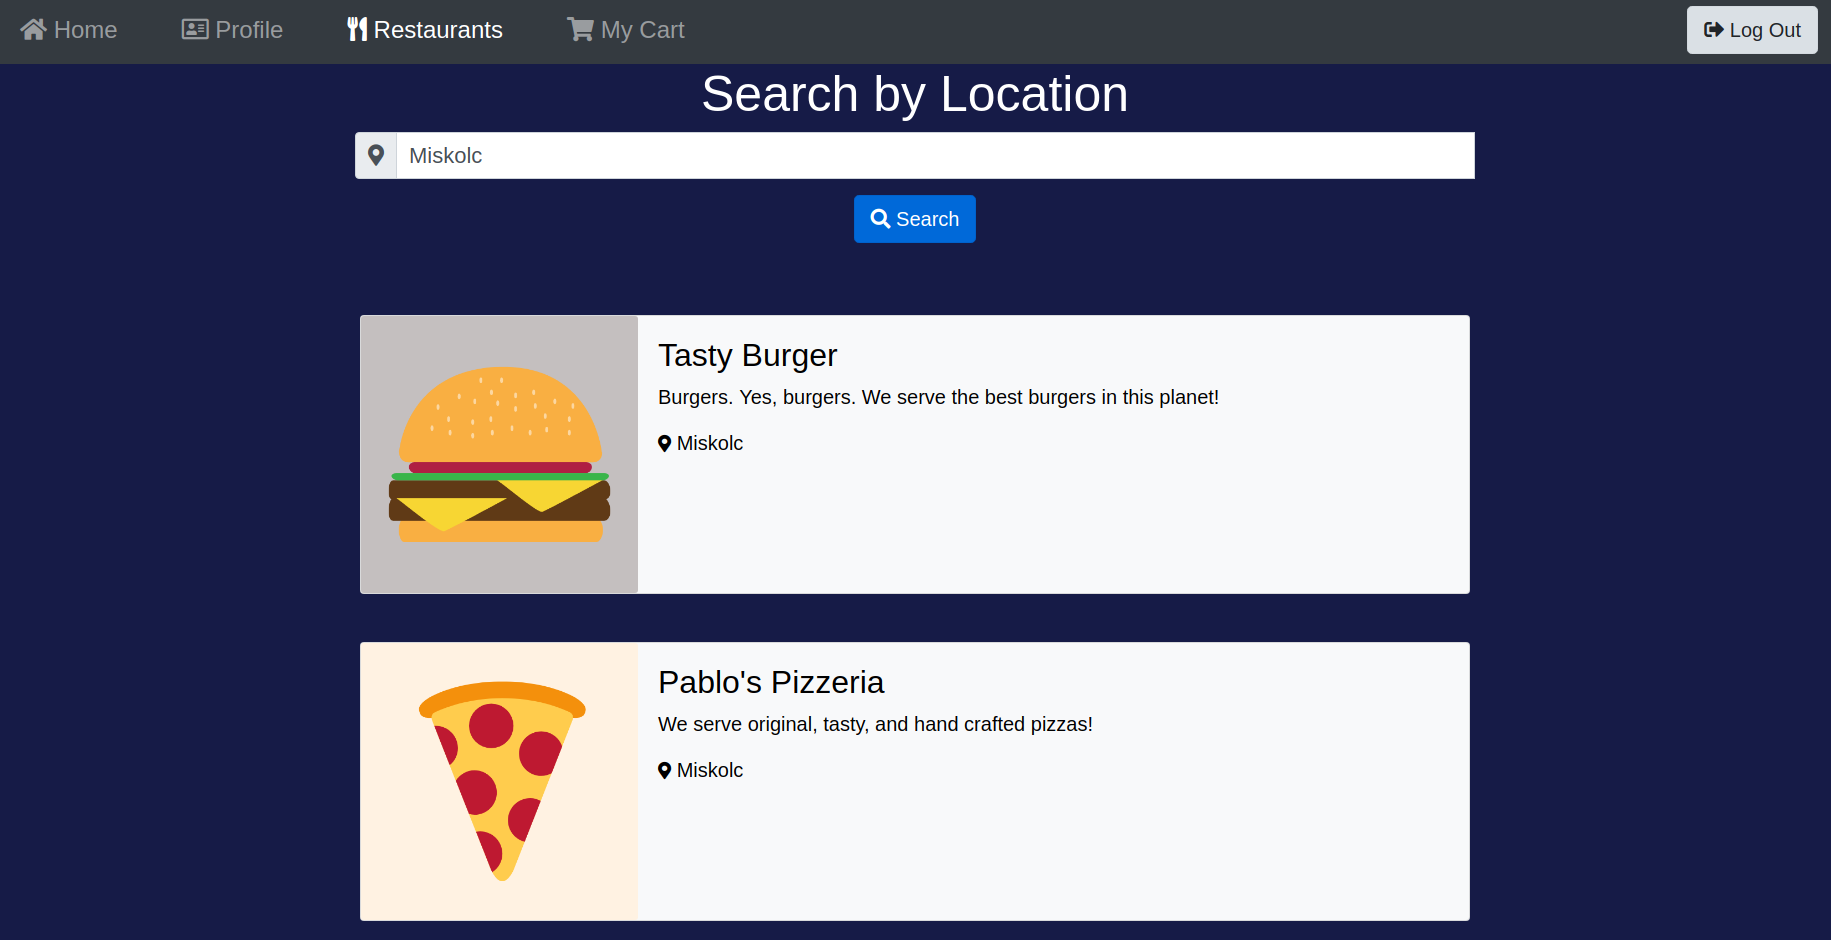 Home Profile Restaurants My Cart Log Out
Search by Location
Miskolc
Search
Tasty Burger
Burgers. Yes, burgers. We serve the best burgers in this planet!
Miskolc
Pablo's Pizzeria
We serve original, tasty, and hand crafted pizzas!
Miskolc